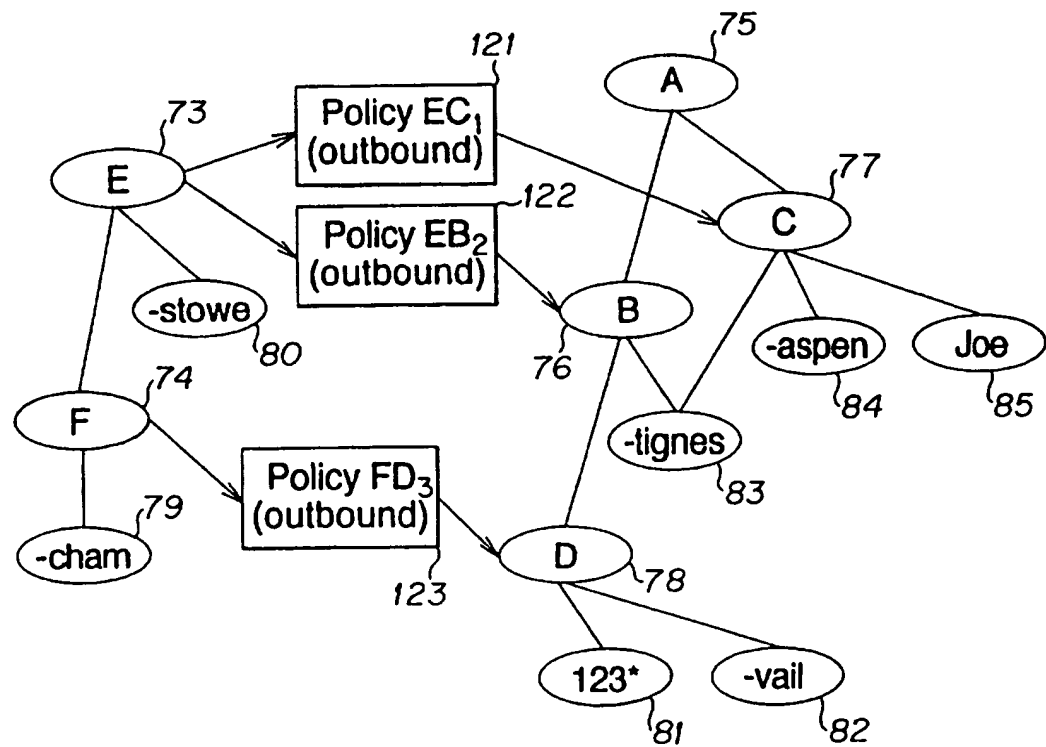 75
121
A
Policy EC₁
(outbound)
73
E
77
122
C
Policy EB₂
(outbound)
-stowe
80
B
76
-aspen
84
Joe
85
74
F
-tignes
83
Policy FD₃
(outbound)
79
-cham
123
D
78
123*
81
-vail
82